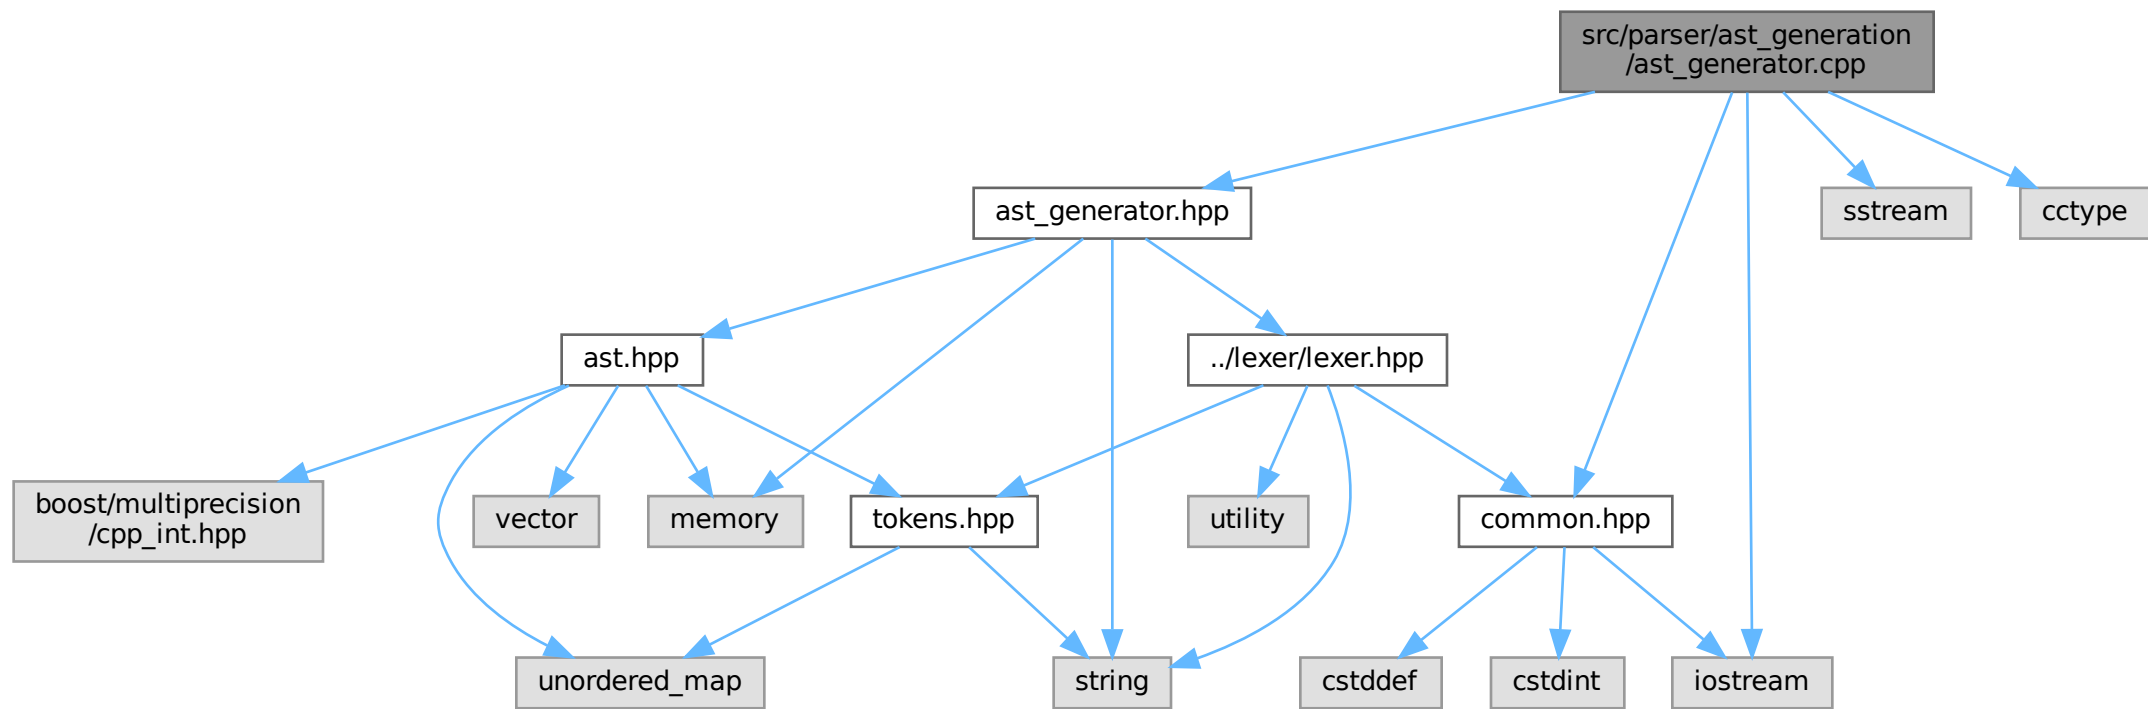 src/parser/ast_generation
/ast_generator.cpp
ast_generator.hpp
sstream
cctype
ast.hpp
../lexer/lexer.hpp
boost/multiprecision
/cpp_int.hpp
vector
memory
tokens.hpp
utility
common.hpp
unordered_map
string
cstddef
cstdint
iostream